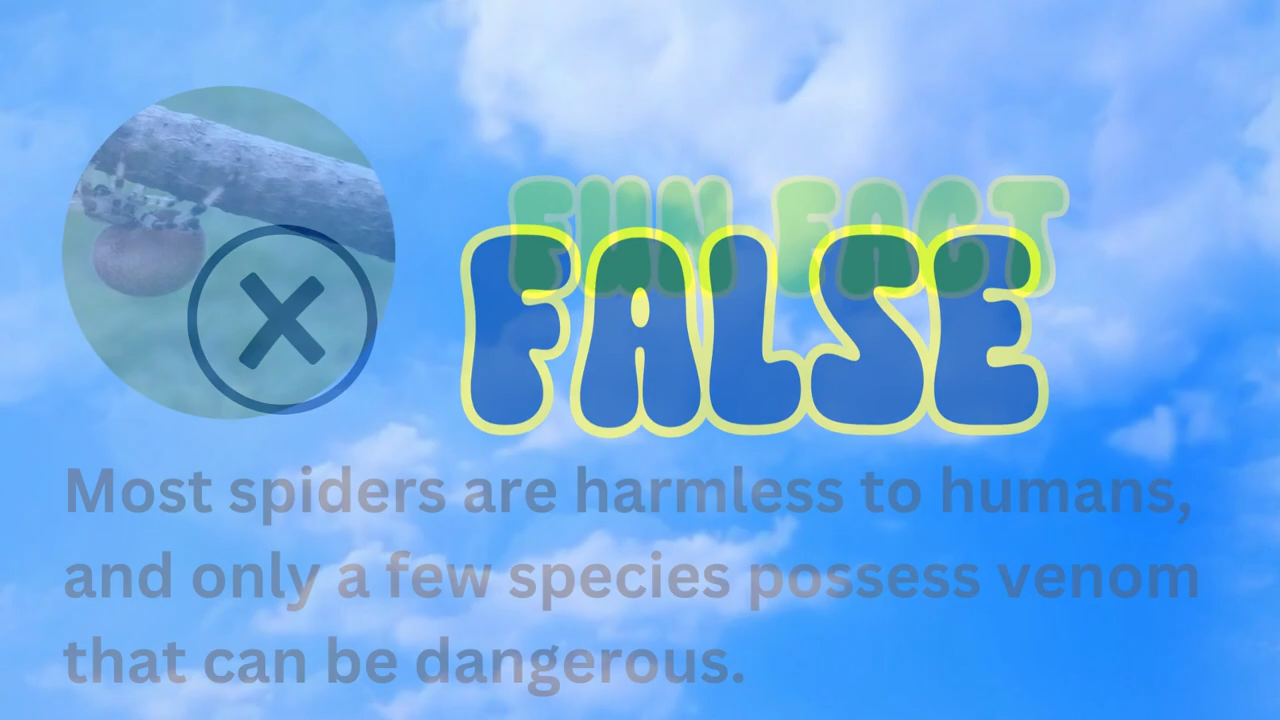 FUN FACT
FALSE
Most spiders are harmless to humans,
and only a few species possess venom
that can be dangerous.